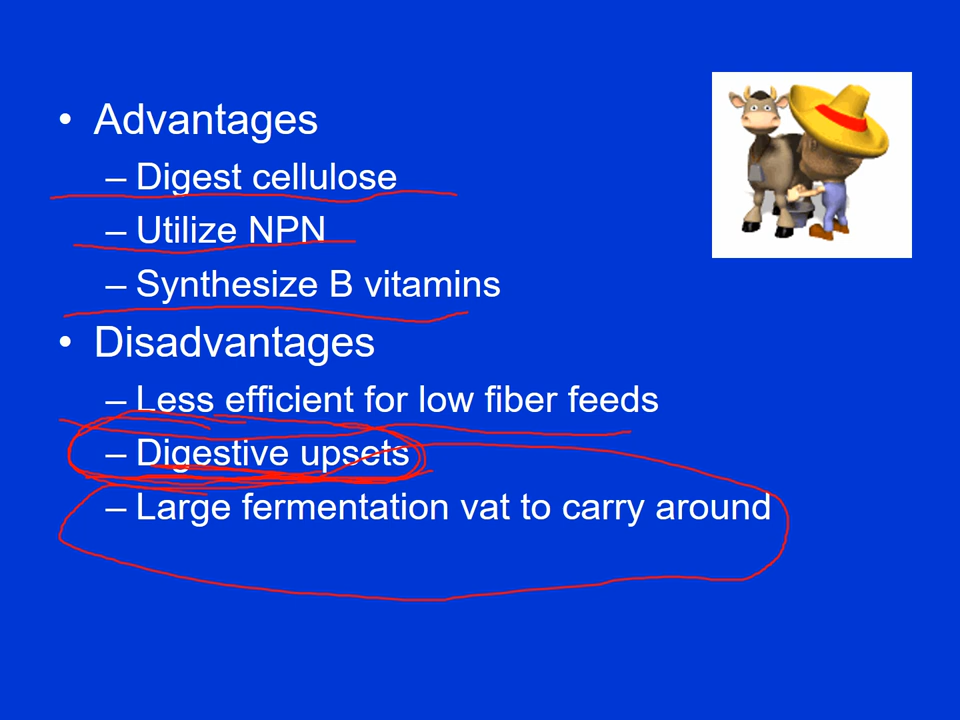 • Advantages
– Digest cellulose
– Utilize NPN
– Synthesize B vitamins
• Disadvantages
– Less efficient for low fiber feeds
– Digestive upsets
– Large fermentation vat to carry around